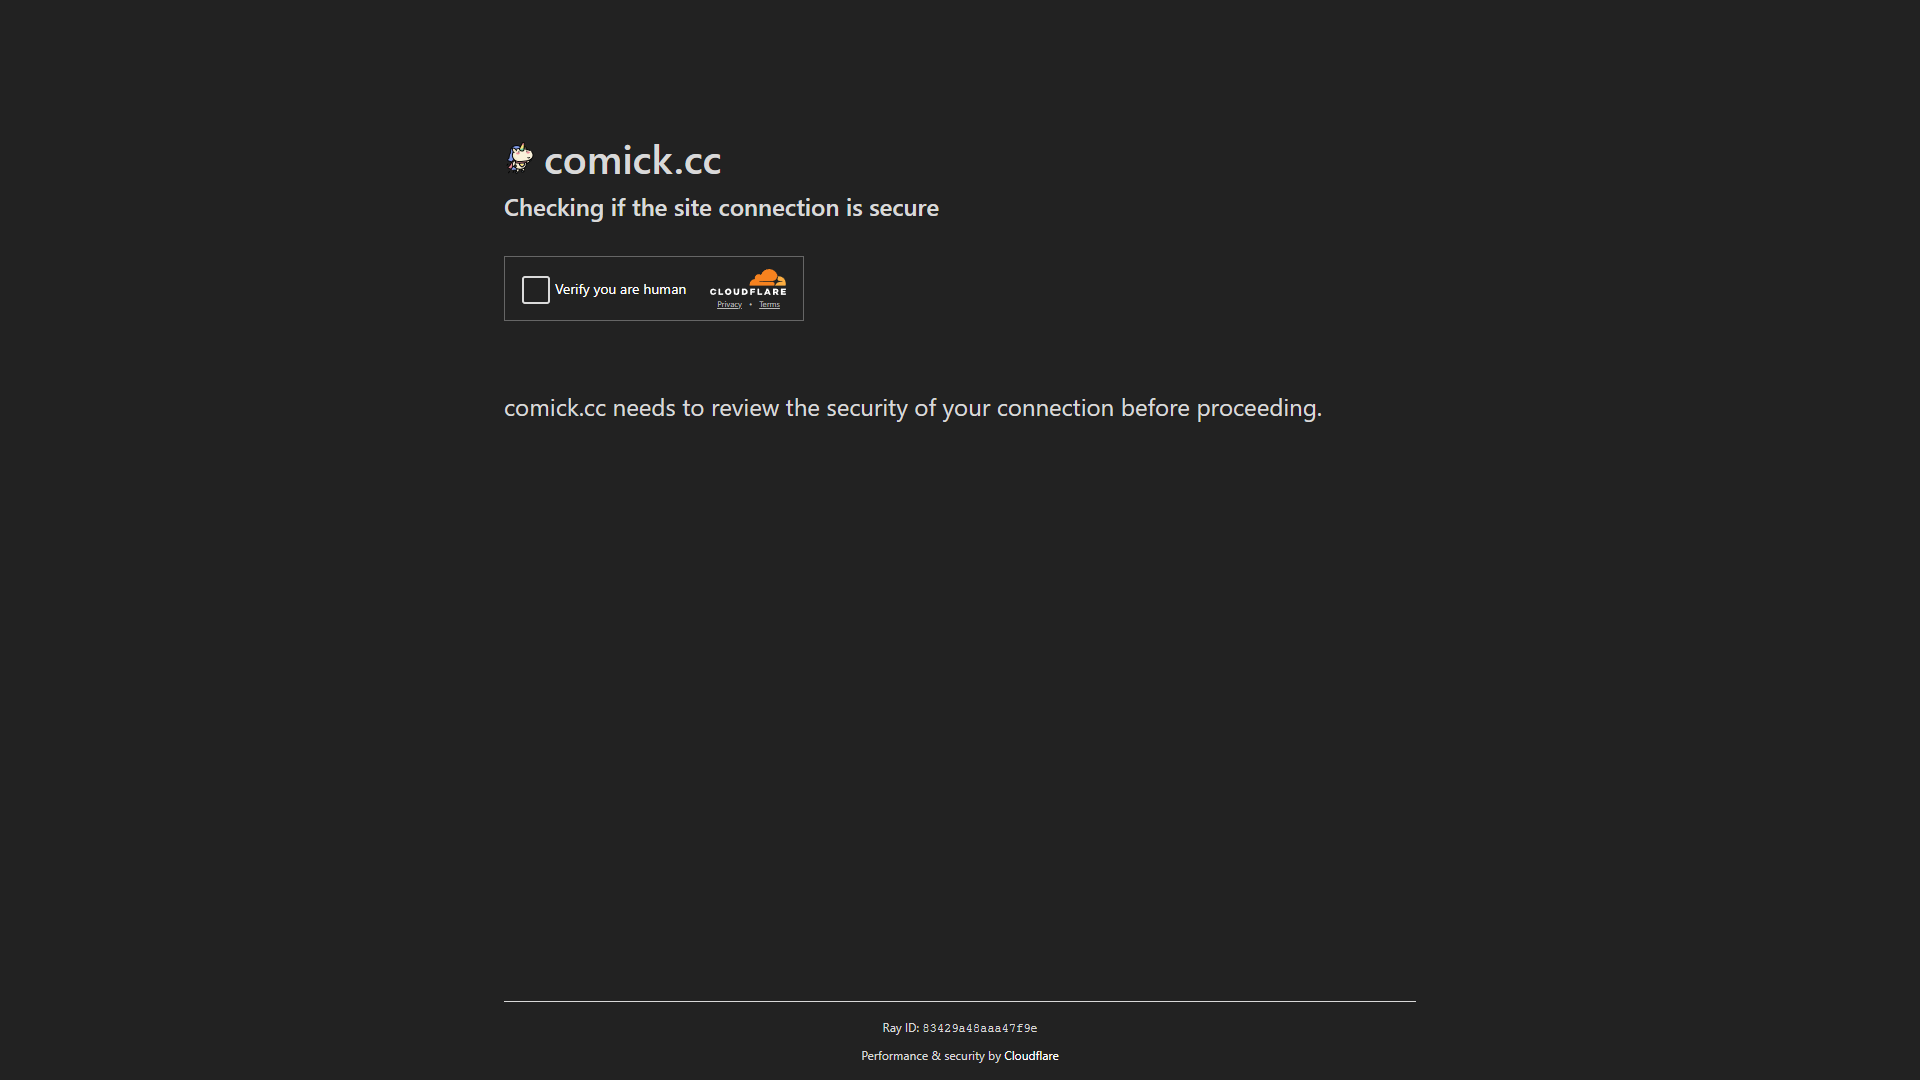 comick.cc
Checking if the site connection is secure
Verify you are human
CLOUDFLARE
Privacy • Terms
comick.cc needs to review the security of your connection before proceeding.
Ray ID: 83429a48aaa47f9e
Performance & security by Cloudflare